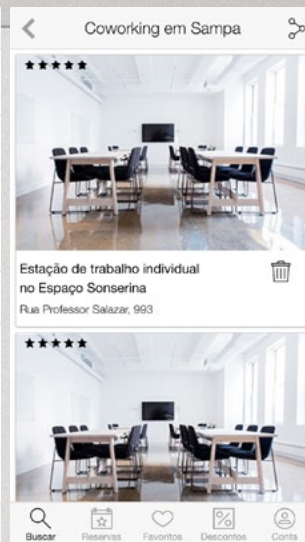 Coworking em Sampa
Estação de trabalho individual
no Espaço Sonserina
Rua Professor Salazar, 993
Buscar
Reservas
Favoritos
Descontos
Conta